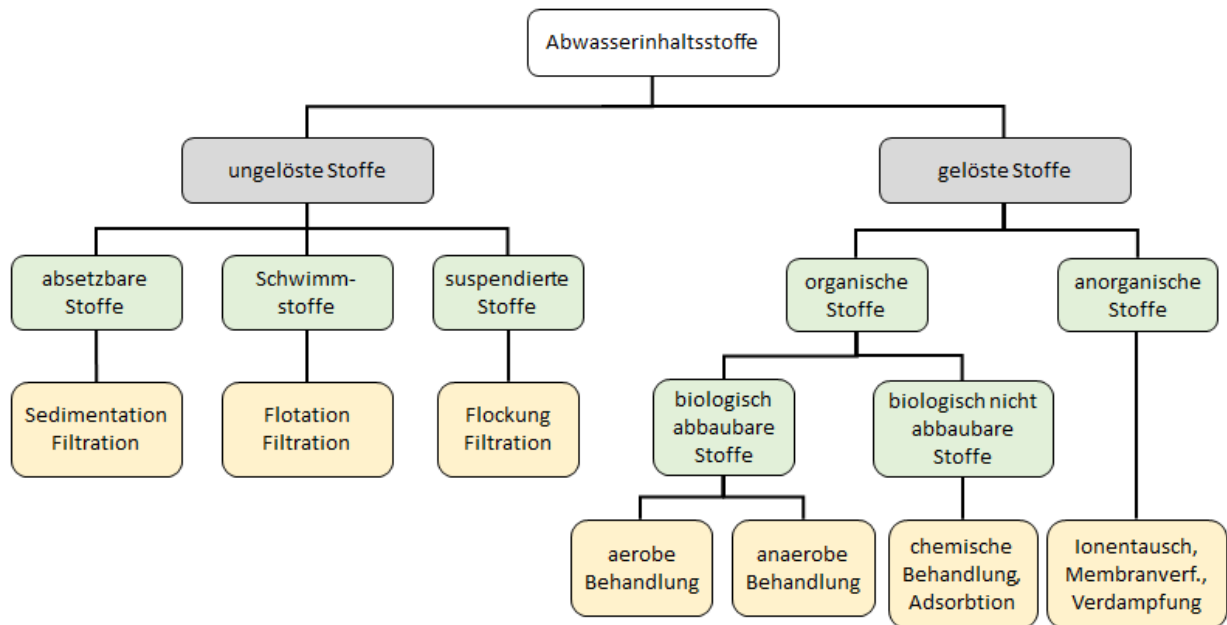 Abwasserinhaltsstoffe
ungelöste Stoffe
gelöste Stoffe
absetzbare
Stoffe
Schwimm-
stoffe
suspendierte
Stoffe
organische
Stoffe
anorganische
Stoffe
Sedimentation
Filtration
Flotation
Filtration
Flockung
Filtration
biologisch
abbaubare
Stoffe
biologisch nicht
abbaubare
Stoffe
aerobe
Behandlung
anaerobe
Behandlung
chemische
Behandlung,
Adsorbtion
Ionentausch,
Membranverf.,
Verdampfung